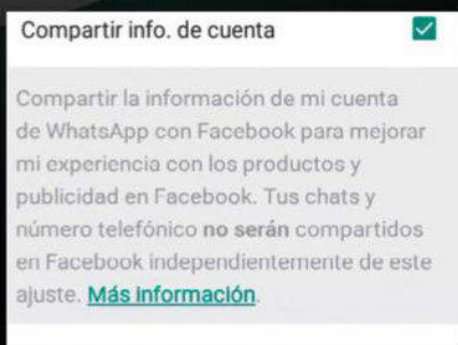 Compartir info. de cuenta
Compartir la información de mi cuenta
de WhatsApp con Facebook para mejorar
mi experiencia con los productos y
publicidad en Facebook. Tus chats y
número telefónico no serán compartidos
en Facebook independientemente de este
ajuste. Más información.